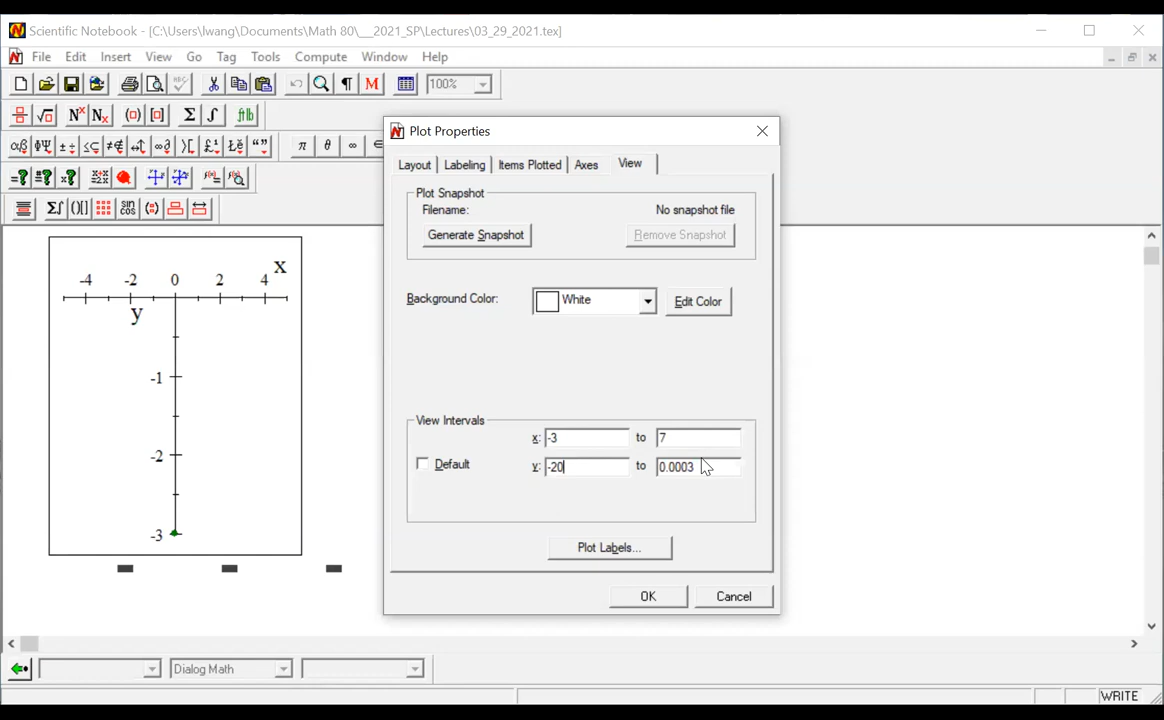 Scientific Notebook - [C:\Users\lwang\Documents\Math 80\__2021_SP\Lectures\03_29_2021.tex]
File Edit Insert View Go Tag Tools Compute Window Help
100%
Plot Properties
Layout Labeling Items Plotted Axes View
Plot Snapshot
Filename: No snapshot file
Generate Snapshot Remove Snapshot
Background Color: White Edit Color
View Intervals
x: -3 to 7
Default y: -20 to 0.0003
Plot Labels...
OK Cancel
-4 -2 0 2 4 x
y
-1
-2
-3
Dialog Math
WRITE